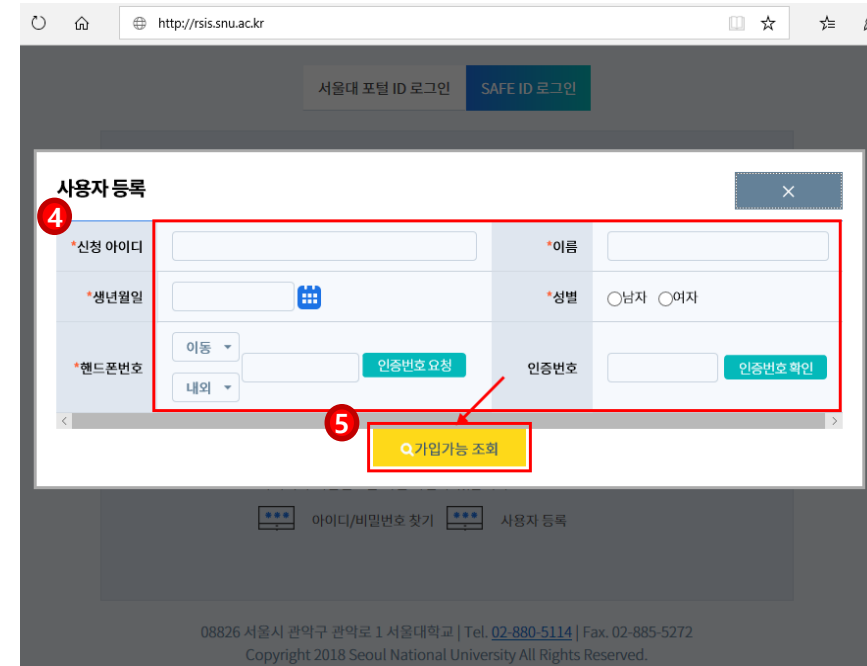 http://rsis.snu.ac.kr
서울대 포털 ID 로그인 SAFE ID 로그인
사용자 등록 ×
4
*신청 아이디 *이름
*생년월일 *성별 남자 여자
*핸드폰번호 이동 내외 인증번호 요청 인증번호 인증번호 확인
5
가입가능 조회
*** 아이디/비밀번호 찾기 *** 사용자 등록
08826 서울시 관악구 관악로 1 서울대학교 | Tel. 02-880-5114 | Fax. 02-885-5272
Copyright 2018 Seoul National University All Rights Reserved.